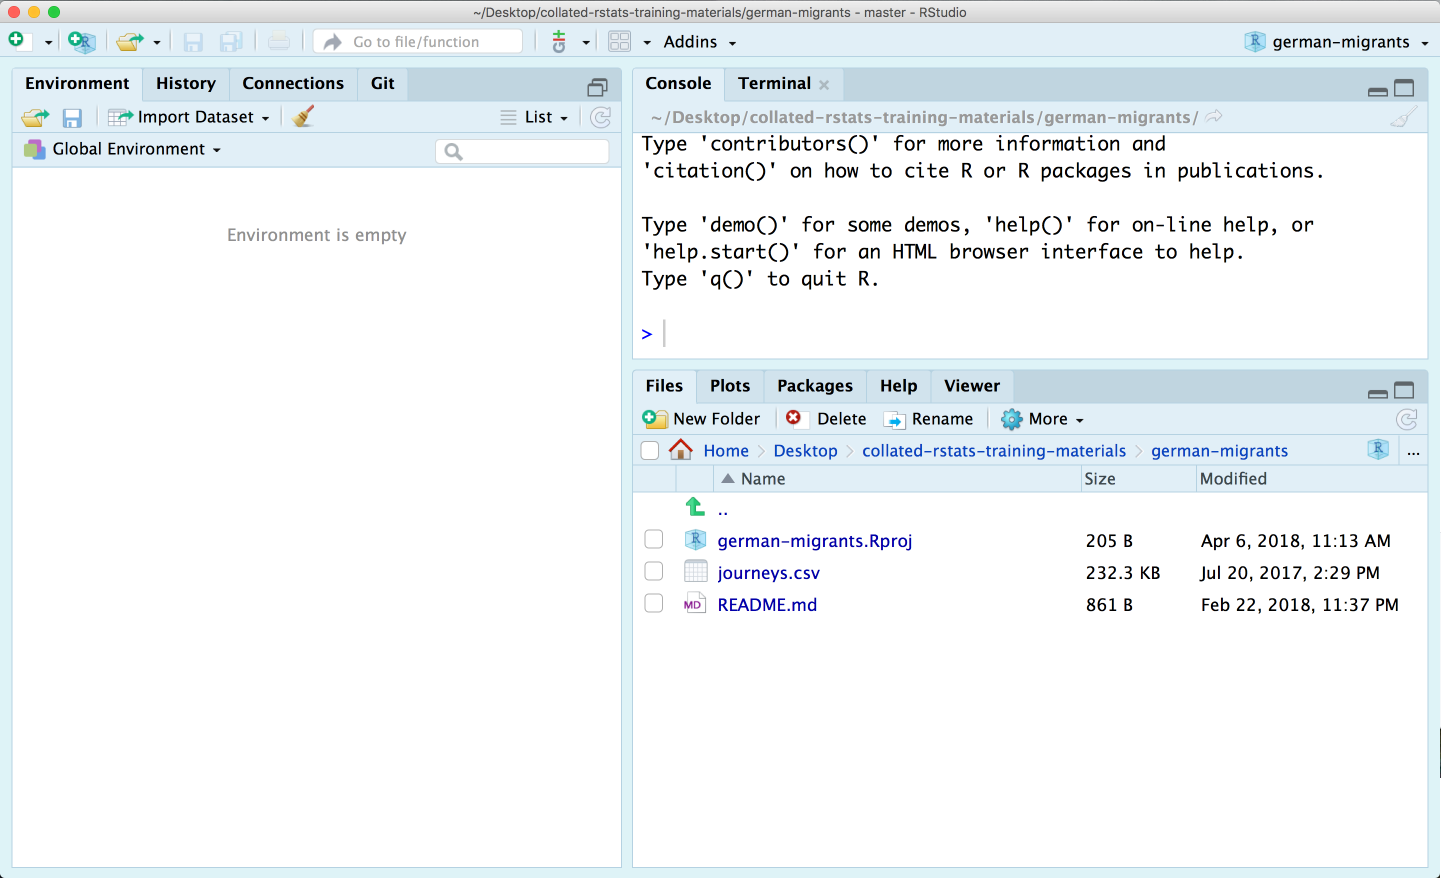 ~/Desktop/collated-rstats-training-materials/german-migrants - master - RStudio
Go to file/function
Addins
german-migrants
Environment History Connections Git
Import Dataset
List
Global Environment
Environment is empty
Console Terminal
~/Desktop/collated-rstats-training-materials/german-migrants/
Type 'contributors()' for more information and
'citation()' on how to cite R or R packages in publications.
Type 'demo()' for some demos, 'help()' for on-line help, or
'help.start()' for an HTML browser interface to help.
Type 'q()' to quit R.
>
Files Plots Packages Help Viewer
New Folder Delete Rename More
Home Desktop collated-rstats-training-materials german-migrants ...
Name Size Modified
..
german-migrants.Rproj 205 B Apr 6, 2018, 11:13 AM
journeys.csv 232.3 KB Jul 20, 2017, 2:29 PM
MD README.md 861 B Feb 22, 2018, 11:37 PM